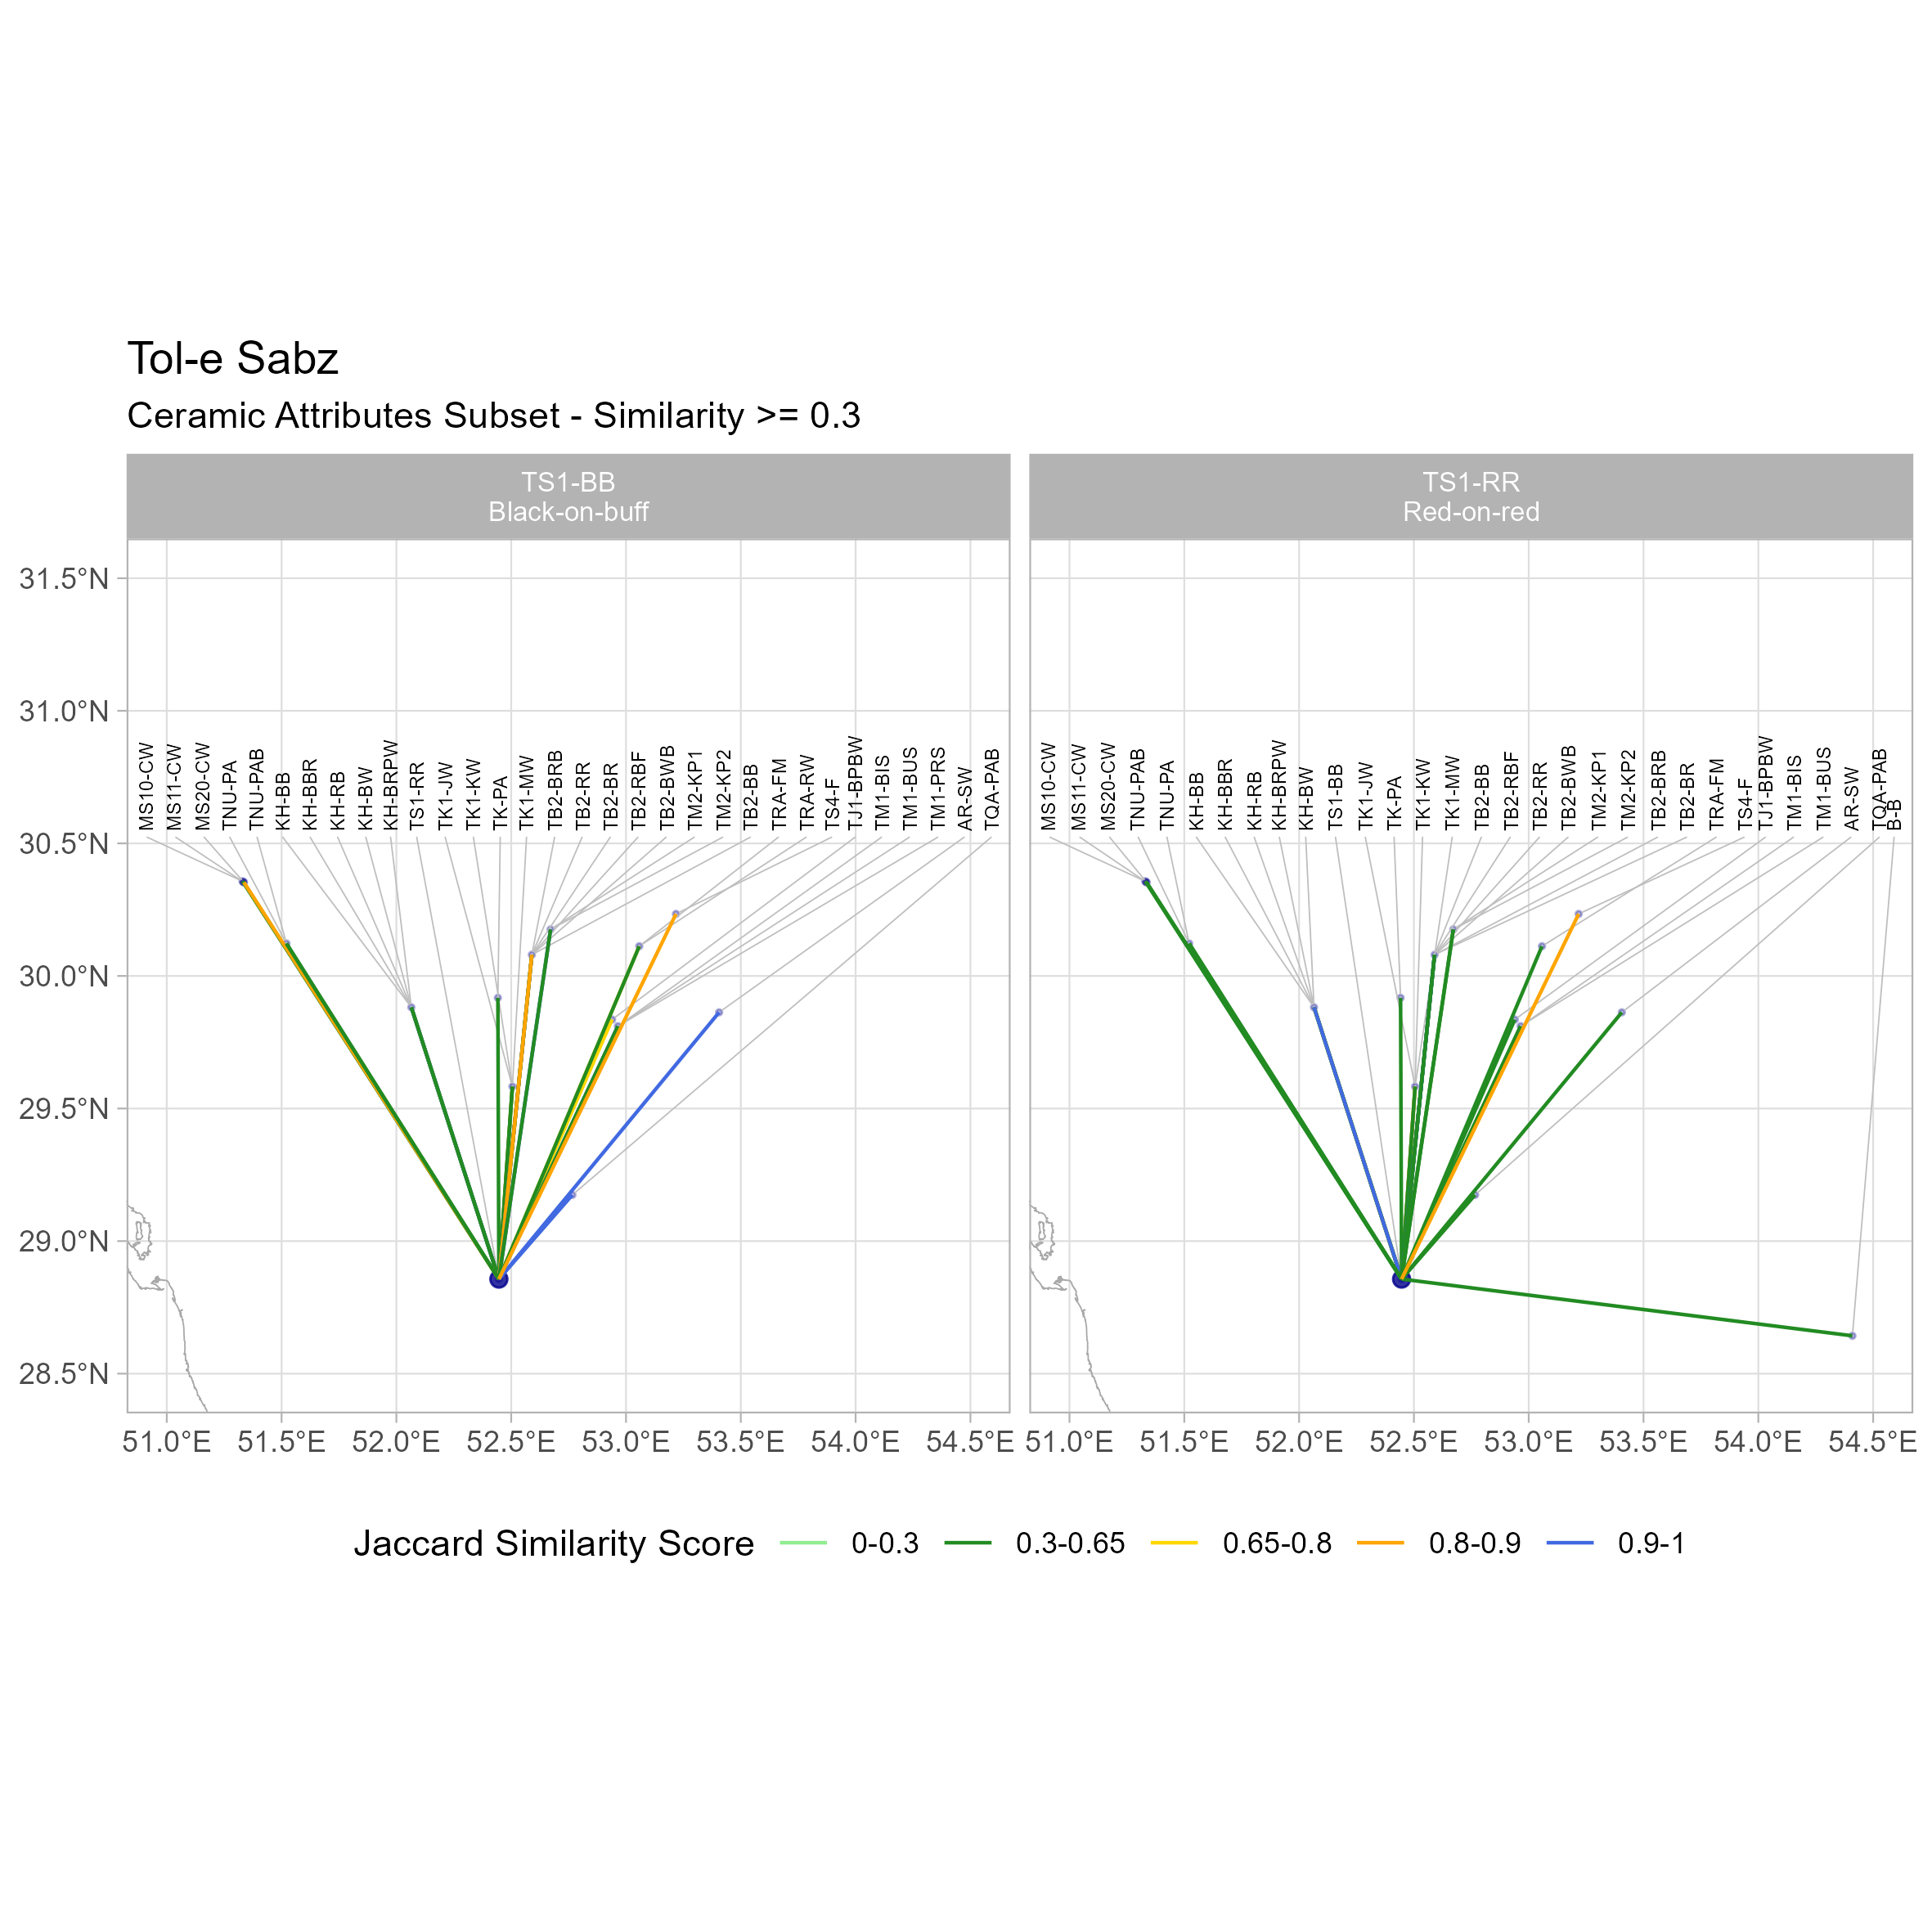 Tol-e Sabz
Ceramic Attributes Subset - Similarity >= 0.3
TS1-BB
Black-on-buff
TS1-RR
Red-on-red
31.5°N
31.0°N
30.5°N
30.0°N
29.5°N
29.0°N
28.5°N
MS10-CW
MS11-CW
MS20-CW
TNU-PA
TNU-PAB
KH-BB
KH-BBR
KH-RB
KH-BW
KH-BRPW
TS1-RR
TK1-JW
TK1-KW
TK-PA
TK1-MW
TB2-BRB
TB2-RR
TB2-BR
TB2-RBF
TB2-BWB
TM2-KP1
TM2-KP2
TB2-BB
TRA-FM
TRA-RW
TS4-F
TJ1-BPBW
TM1-BIS
TM1-BUS
TM1-PRS
AR-SW
TQA-PAB
MS10-CW
MS11-CW
MS20-CW
TNU-PAB
TNU-PA
KH-BB
KH-BBR
KH-RB
KH-BRPW
KH-BW
TS1-BB
TK1-JW
TK-PA
TK1-KW
TK1-MW
TB2-BB
TB2-RBF
TB2-RR
TB2-BWB
TM2-KP1
TM2-KP2
TB2-BRB
TB2-BR
TRA-FM
TS4-F
TJ1-BPBW
TM1-BIS
TM1-BUS
AR-SW
TQA-PAB
B-B
51.0°E 51.5°E 52.0°E 52.5°E 53.0°E 53.5°E 54.0°E 54.5°E
51.0°E 51.5°E 52.0°E 52.5°E 53.0°E 53.5°E 54.0°E 54.5°E
Jaccard Similarity Score 0-0.3 0.3-0.65 0.65-0.8 0.8-0.9 0.9-1